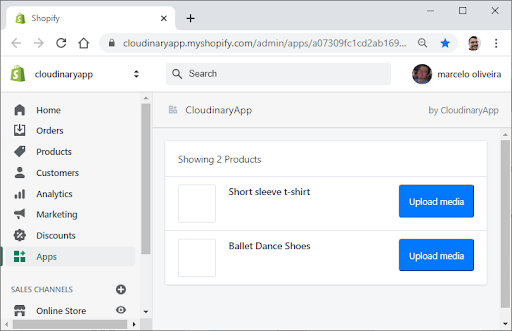 Shopify
cloudinaryapp.myshopify.com/admin/apps/a07309fc1cd2ab169...
cloudinaryapp
Search
marcelo oliveira
Home
Orders
Products
Customers
Analytics
Marketing
Discounts
Apps
SALES CHANNELS
Online Store
CloudinaryApp
by CloudinaryApp
Showing 2 Products
Short sleeve t-shirt
Upload media
Ballet Dance Shoes
Upload media